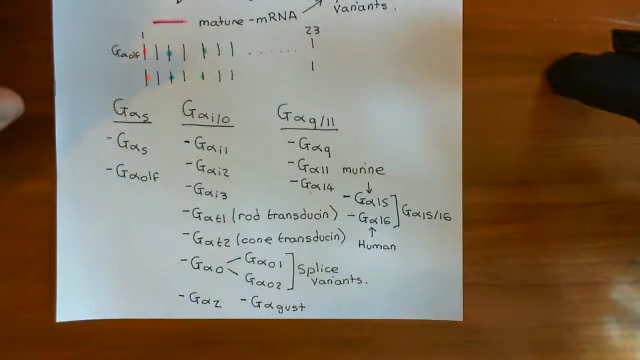 variants.
mature-mRNA
1 23
Gαolf
Gαs Gαi/o Gαq/11
- Gαs - Gαi1 - Gαq
- Gαolf - Gαi2 - Gα11 murine
- Gαi3 - Gα14
- Gα15
- Gαt1 (rod transducin) - Gα16 Gα15/16
- Gαt2 (cone transducin) Human
- Gαo Gαo1 Splice
Gαo2 variants.
- Gαz - Gαgust